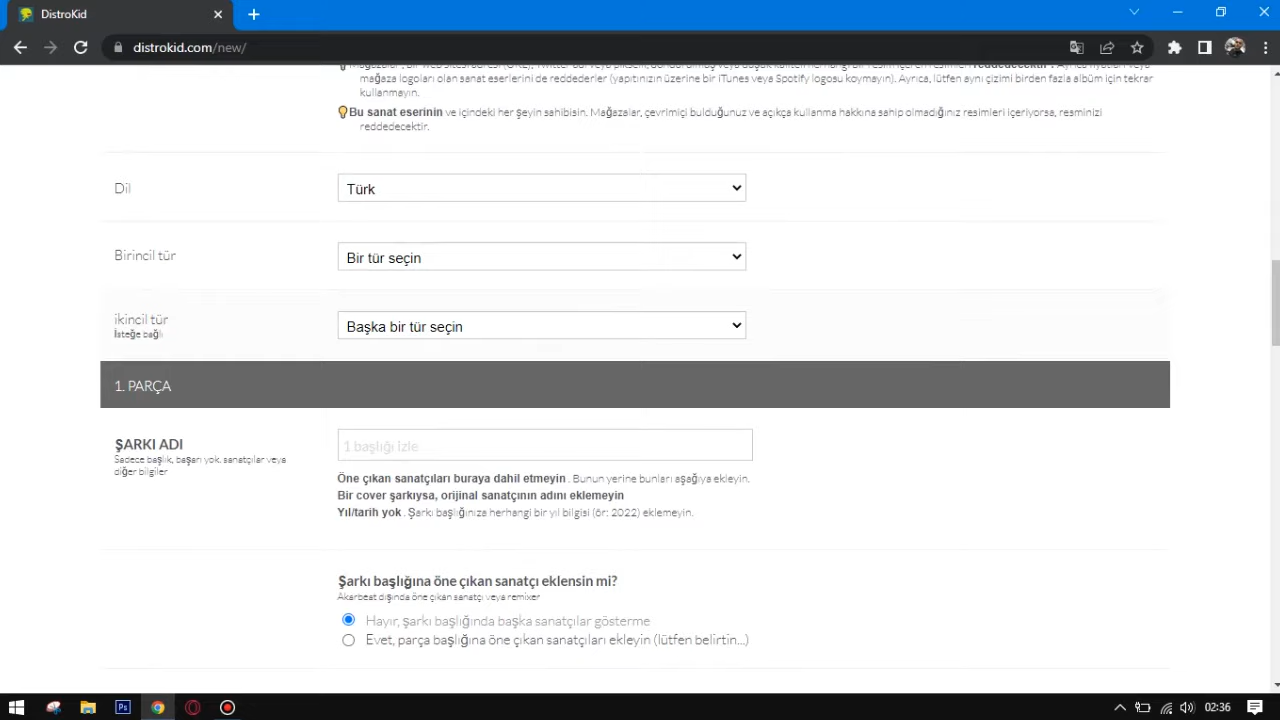 DistroKid
distrokid.com/new/
mağaza logoları olan sanat eserlerini de reddederler (yapıtınızın üzerine bir iTunes veya Spotify logosu koymayın). Ayrıca, lütfen aynı çizimi birden fazla albüm için tekrar
kullanmayın.
Bu sanat eserinin ve içindeki her şeyin sahibisin. Mağazalar, çevrimiçi bulduğunuz ve açıkça kullanma hakkına sahip olmadığınız resimleri içeriyorsa, resminizi
reddedecektir.
Dil
Türk
Birincil tür
Bir tür seçin
ikincil tür
İsteğe bağlı
Başka bir tür seçin
1. PARÇA
ŞARKI ADI
Sadece başlık, başarı yok. sanatçılar veya
diğer bilgiler
1 başlığı izle
Öne çıkan sanatçıları buraya dahil etmeyin . Bunun yerine bunları aşağıya ekleyin.
Bir cover şarkıysa, orijinal sanatçının adını eklemeyin
Yıl/tarih yok . Şarkı başlığınıza herhangi bir yıl bilgisi (ör: 2022) eklemeyin.
Şarkı başlığına öne çıkan sanatçı eklensin mi?
Akarbeat dışında öne çıkan sanatçı veya remixer
Hayır, şarkı başlığında başka sanatçılar gösterme
Evet, parça başlığına öne çıkan sanatçıları ekleyin (lütfen belirtin...)
Ps
02:36